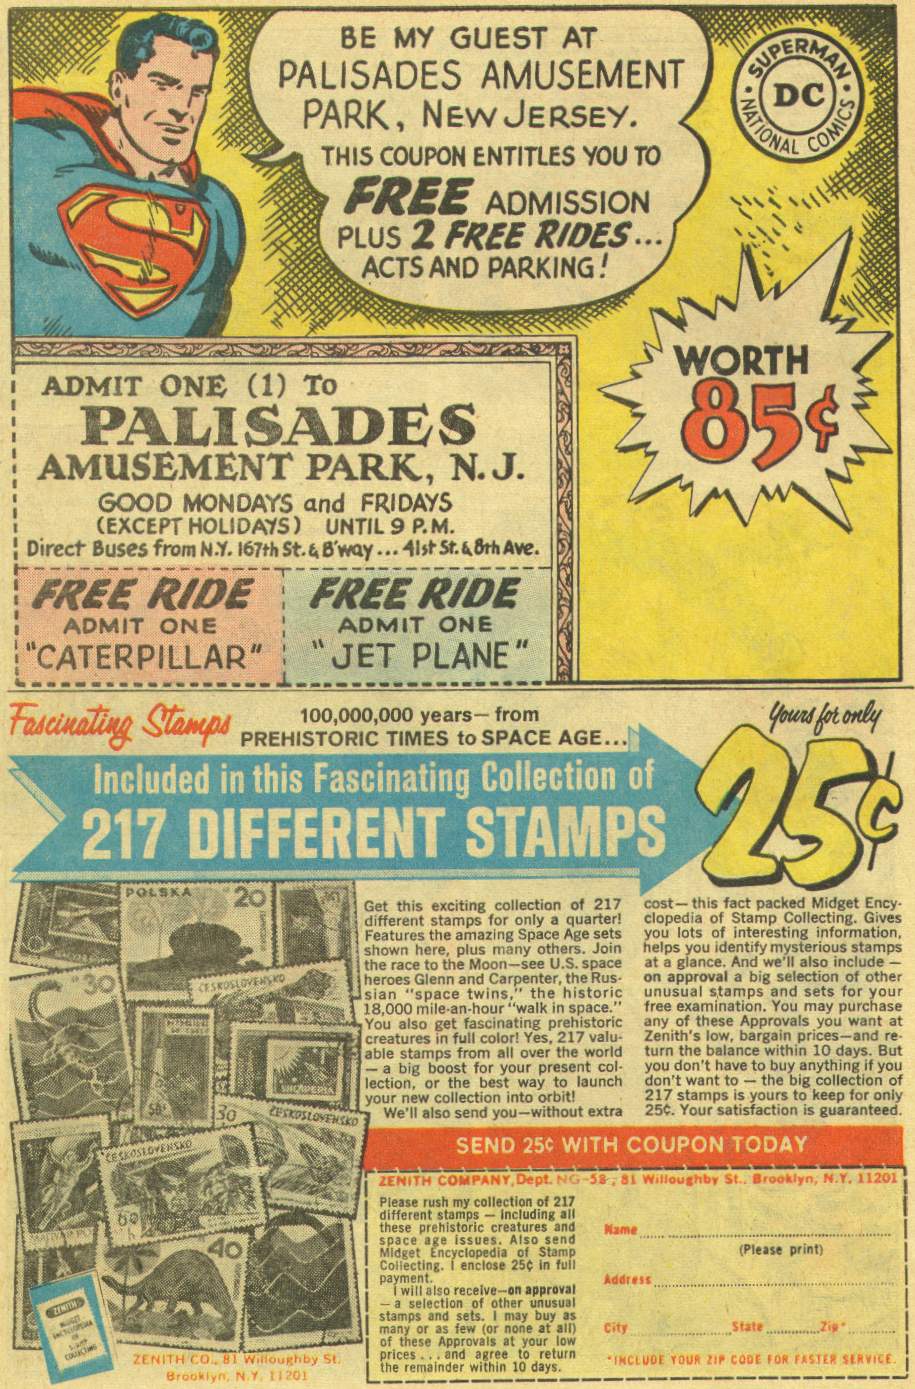 BE MY GUEST AT
PALISADES AMUSEMENT
PARK, NEW JERSEY.
THIS COUPON ENTITLES YOU TO
FREE ADMISSION
PLUS 2 FREE RIDES...
ACTS AND PARKING!
SUPERMAN
DC
NATIONAL COMICS
WORTH
85¢
ADMIT ONE (1) To
PALISADES
AMUSEMENT PARK, N.J.
GOOD MONDAYS and FRIDAYS
(EXCEPT HOLIDAYS) UNTIL 9 P.M.
Direct Buses from N.Y. 167th St. & B'way... 41st St. & 8th Ave.
FREE RIDE
ADMIT ONE
"CATERPILLAR"
FREE RIDE
ADMIT ONE
"JET PLANE"
Fascinating Stamps
100,000,000 years—from
PREHISTORIC TIMES to SPACE AGE...
Yours for only
25¢
Included in this Fascinating Collection of
217 DIFFERENT STAMPS
POLSKA 20
30
ČESKOSLOVENSKO
30
ČESKOSLOVENSKO
ČESKOSLOVENSKO
60
40
ZENITH
MIDGET
ENCYCLOPEDIA
OF
STAMP
COLLECTING
ZENITH CO., 81 Willoughby St.
Brooklyn, N.Y. 11201
Get this exciting collection of 217
different stamps for only a quarter!
Features the amazing Space Age sets
shown here, plus many others. Join
the race to the Moon—see U.S. space
heroes Glenn and Carpenter, the Rus-
sian "space twins," the historic
18,000 mile-an-hour "walk in space."
You also get fascinating prehistoric
creatures in full color! Yes, 217 valu-
able stamps from all over the world
— a big boost for your present col-
lection, or the best way to launch
your new collection into orbit!
We'll also send you—without extra
cost—this fact packed Midget Ency-
clopedia of Stamp Collecting. Gives
you lots of interesting information,
helps you identify mysterious stamps
at a glance. And we'll also include —
on approval a big selection of other
unusual stamps and sets for your
free examination. You may purchase
any of these Approvals you want at
Zenith's low, bargain prices—and re-
turn the balance within 10 days. But
you don't have to buy anything if you
don't want to — the big collection of
217 stamps is yours to keep for only
25¢. Your satisfaction is guaranteed.
SEND 25¢ WITH COUPON TODAY
ZENITH COMPANY, Dept. NG-58, 81 Willoughby St., Brooklyn, N.Y. 11201
Please rush my collection of 217
different stamps — including all
these prehistoric creatures and
space age issues. Also send
Midget Encyclopedia of Stamp
Collecting. I enclose 25¢ in full
payment.
I will also receive—on approval
— a selection of other unusual
stamps and sets. I may buy as
many or as few (or none at all)
of these Approvals at your low
prices... and agree to return
the remainder within 10 days.
Name
(Please print)
Address
City State Zip*
*INCLUDE YOUR ZIP CODE FOR FASTER SERVICE.